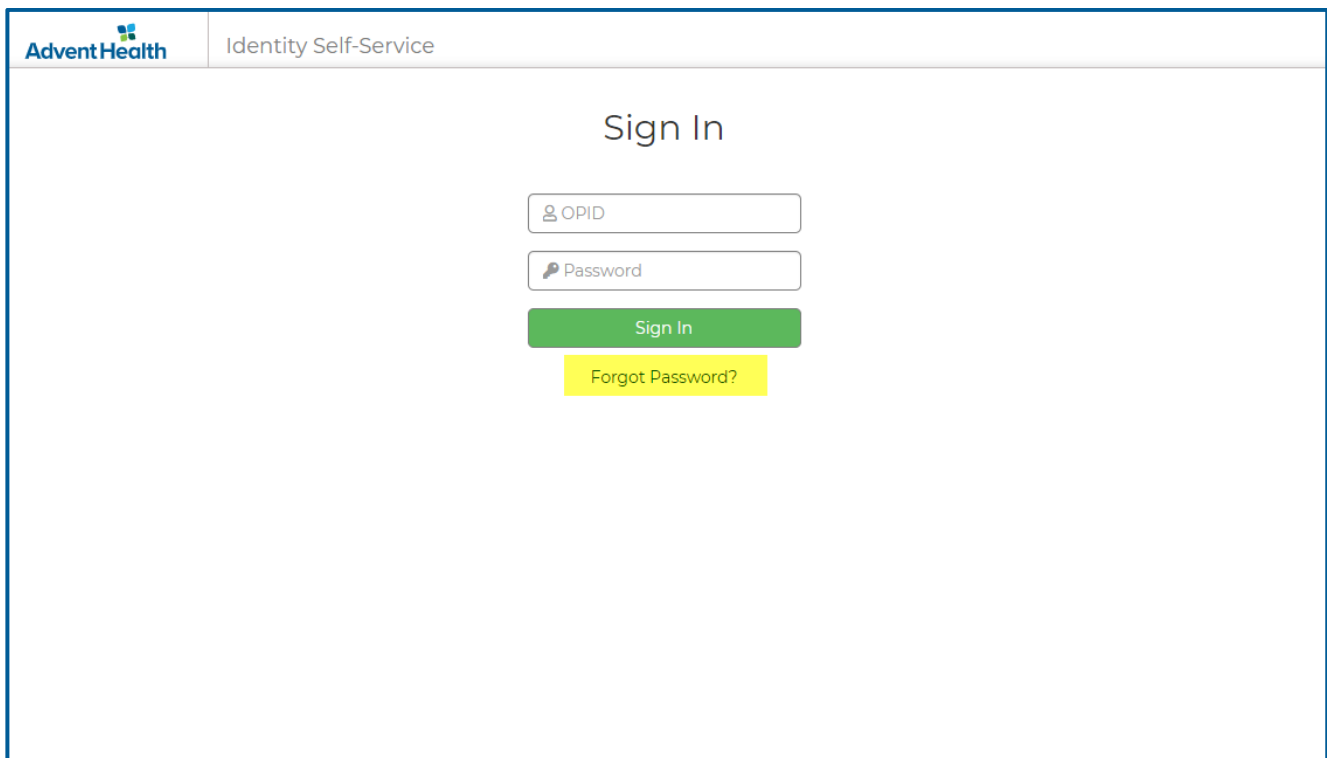 AdventHealth
Identity Self-Service
Sign In
OPID
Password
Sign In
Forgot Password?